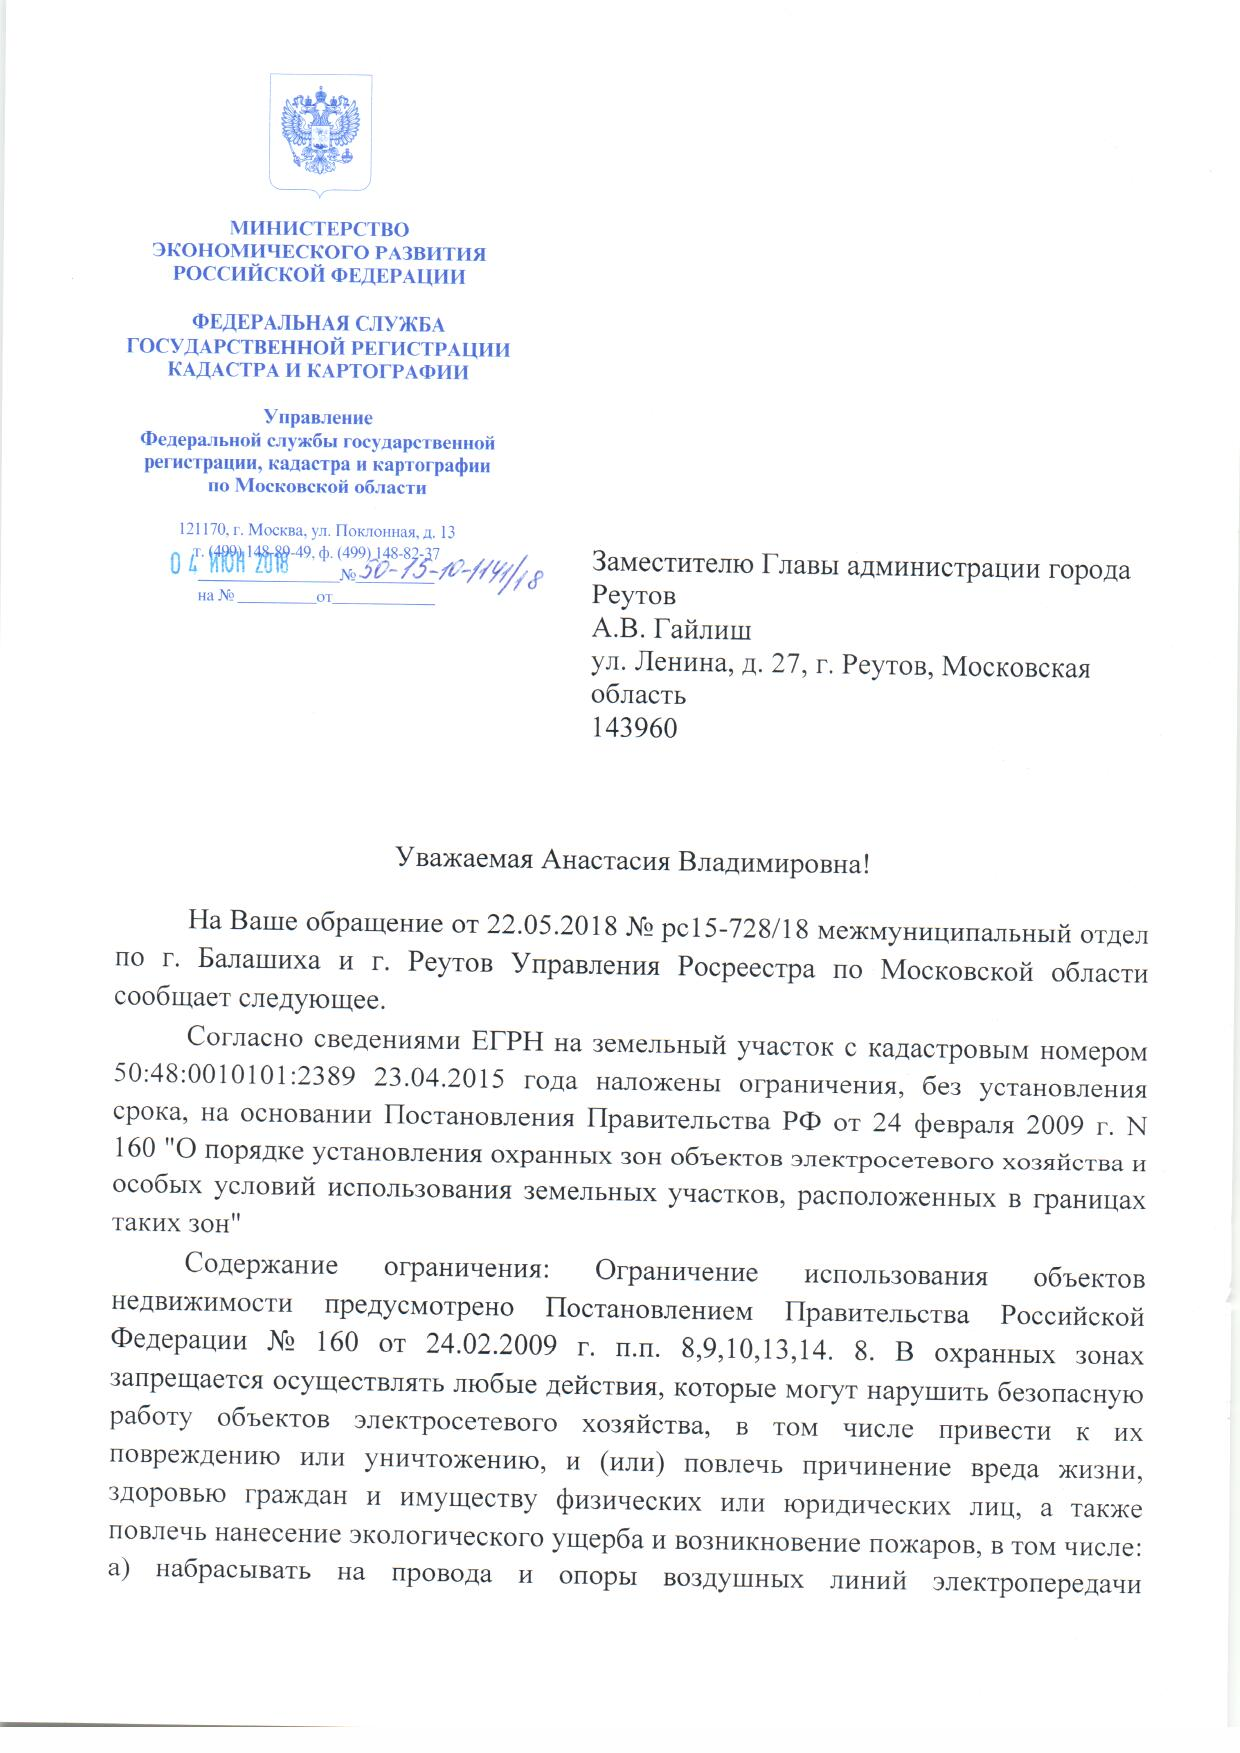 МИНИСТЕРСТВО
ЭКОНОМИЧЕСКОГО РАЗВИТИЯ
РОССИЙСКОЙ ФЕДЕРАЦИИ
ФЕДЕРАЛЬНАЯ СЛУЖБА
ГОСУДАРСТВЕННОЙ РЕГИСТРАЦИИ
КАДАСТРА И КАРТОГРАФИИ
Управление
Федеральной службы государственной
регистрации, кадастра и картографии
по Московской области
121170, г. Москва, ул. Поклонная, д. 13
т. (499) 148-89-49, ф. (499) 148-82-37
04 ИЮН 2018 № 50-15-10-1141/18
на № __________от____________
Заместителю Главы администрации города
Реутов
А.В. Гайлиш
ул. Ленина, д. 27, г. Реутов, Московская
область
143960
Уважаемая Анастасия Владимировна!
На Ваше обращение от 22.05.2018 № рс15-728/18 межмуниципальный отдел
по г. Балашиха и г. Реутов Управления Росреестра по Московской области
сообщает следующее.
Согласно сведениями ЕГРН на земельный участок с кадастровым номером
50:48:0010101:2389 23.04.2015 года наложены ограничения, без установления
срока, на основании Постановления Правительства РФ от 24 февраля 2009 г. N
160 "О порядке установления охранных зон объектов электросетевого хозяйства и
особых условий использования земельных участков, расположенных в границах
таких зон"
Содержание ограничения: Ограничение использования объектов
недвижимости предусмотрено Постановлением Правительства Российской
Федерации № 160 от 24.02.2009 г. п.п. 8,9,10,13,14. 8. В охранных зонах
запрещается осуществлять любые действия, которые могут нарушить безопасную
работу объектов электросетевого хозяйства, в том числе привести к их
повреждению или уничтожению, и (или) повлечь причинение вреда жизни,
здоровью граждан и имуществу физических или юридических лиц, а также
повлечь нанесение экологического ущерба и возникновение пожаров, в том числе:
а) набрасывать на провода и опоры воздушных линий электропередачи